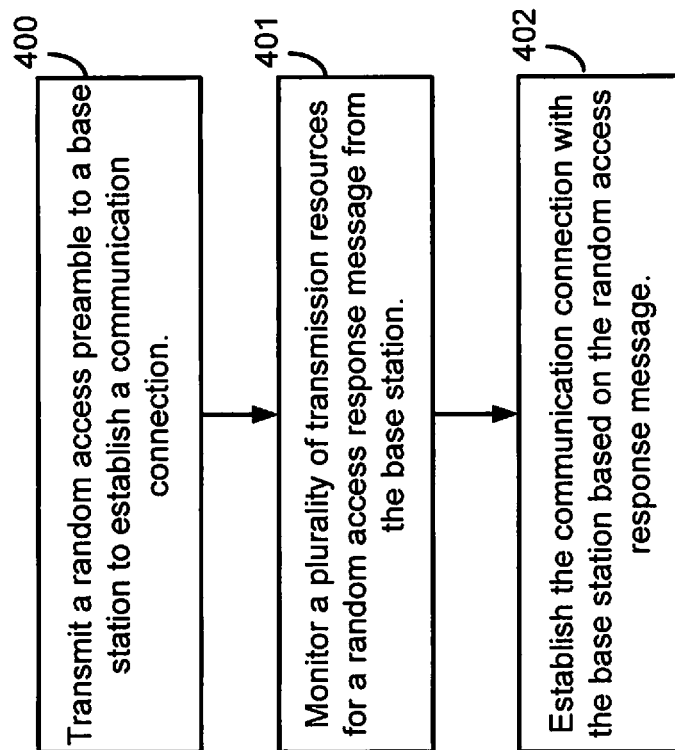 400
Transmit a random access preamble to a base
station to establish a communication
connection.
401
Monitor a plurality of transmission resources
for a random access response message from
the base station.
402
Establish the communication connection with
the base station based on the random access
response message.